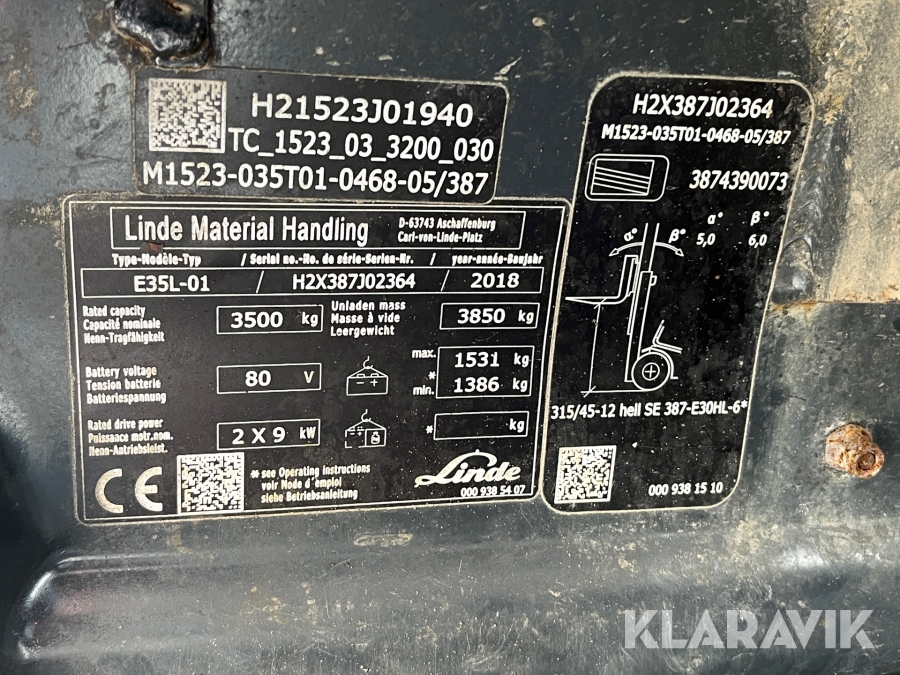 H21523J01940
TC_1523_03_3200_030
M1523-035T01-0468-05/387
Linde Material Handling
D-63743 Aschaffenburg
Carl-von-Linde-Platz
Type-Modèle-Typ / Serial no.-No. de série-Serien-Nr. / year-année-Baujahr
E35L-01 / H2X387J02364 / 2018
Rated capacity
Capacité nominale
Nenn-Tragfähigkeit
3500 kg
Unladen mass
Masse à vide
Leergewicht
3850 kg
Battery voltage
Tension batterie
Batteriespannung
80 V
max. 1531 kg
*
min. 1386 kg
Rated drive power
Puissance motr.nom.
Nenn-Antriebsleist.
2 X 9 kW
* kg
CE
* see Operating instructions
voir Mode d'emploi
siehe Betriebsanleitung
Linde
000 938 54 07
H2X387J02364
M1523-035T01-0468-05/387
3874390073
α° β°
5,0 6,0
α° β°
315/45-12 hell SE 387-E30HL-6*
000 938 15 10
KLARAVIK